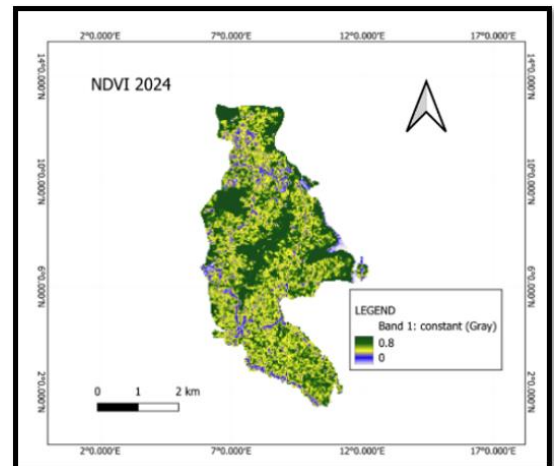 2°0.000'E 7°0.000'E 12°0.000'E 17°0.000'E
14°0.000'N 14°0.000'N
NDVI 2024
10°0.000'N 10°0.000'N
6°0.000'N 6°0.000'N
LEGEND
Band 1: constant (Gray)
0.8
0
2°0.000'N 2°0.000'N
0 1 2 km
2°0.000'E 7°0.000'E 12°0.000'E 17°0.000'E